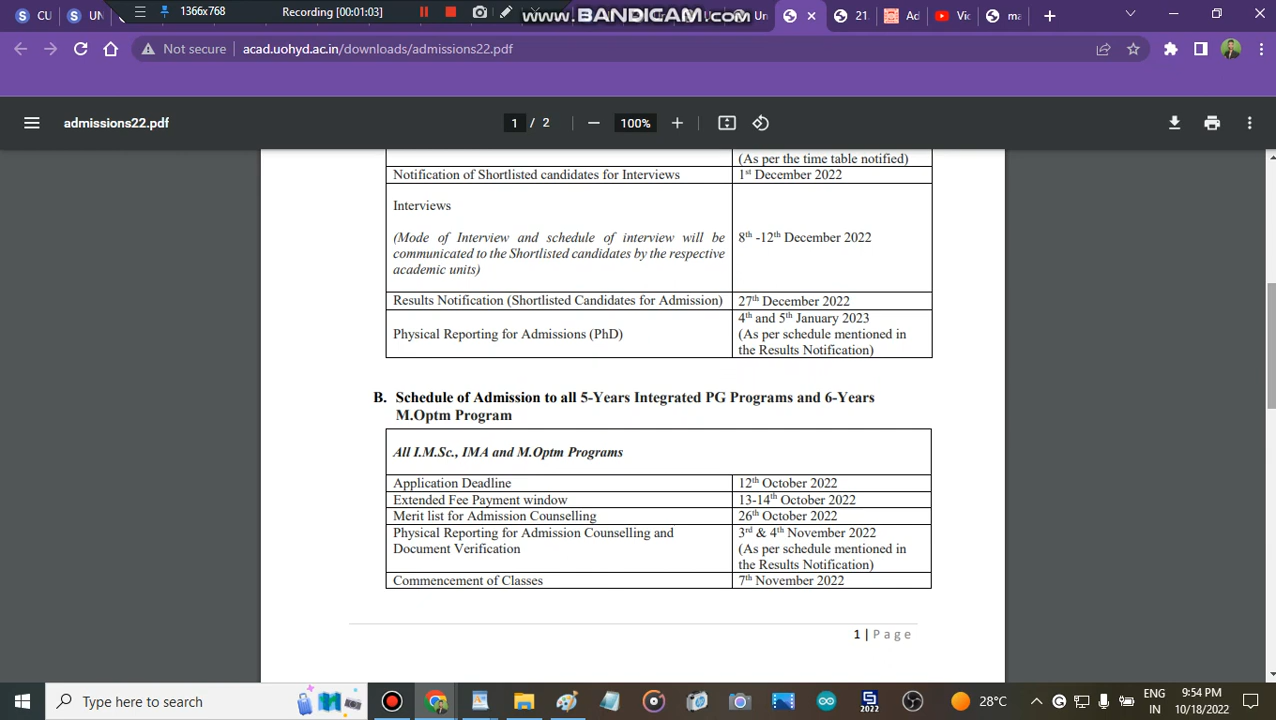 CU
UN
1366x768
Recording [00:01:03]
www.BANDICAM.com
Un
21
Ad
Vic
ma
Not secure
acad.uohyd.ac.in/downloads/admissions22.pdf
admissions22.pdf
1 / 2
100%
(As per the time table notified)
Notification of Shortlisted candidates for Interviews
1st December 2022
Interviews
(Mode of Interview and schedule of interview will be
communicated to the Shortlisted candidates by the respective
academic units)
8th -12th December 2022
Results Notification (Shortlisted Candidates for Admission)
27th December 2022
Physical Reporting for Admissions (PhD)
4th and 5th January 2023
(As per schedule mentioned in
the Results Notification)
B. Schedule of Admission to all 5-Years Integrated PG Programs and 6-Years
M.Optm Program
All I.M.Sc., IMA and M.Optm Programs
Application Deadline
12th October 2022
Extended Fee Payment window
13-14th October 2022
Merit list for Admission Counselling
26th October 2022
Physical Reporting for Admission Counselling and
Document Verification
3rd & 4th November 2022
(As per schedule mentioned in
the Results Notification)
Commencement of Classes
7th November 2022
1 | Page
Type here to search
2022
28°C
ENG
IN
9:54 PM
10/18/2022